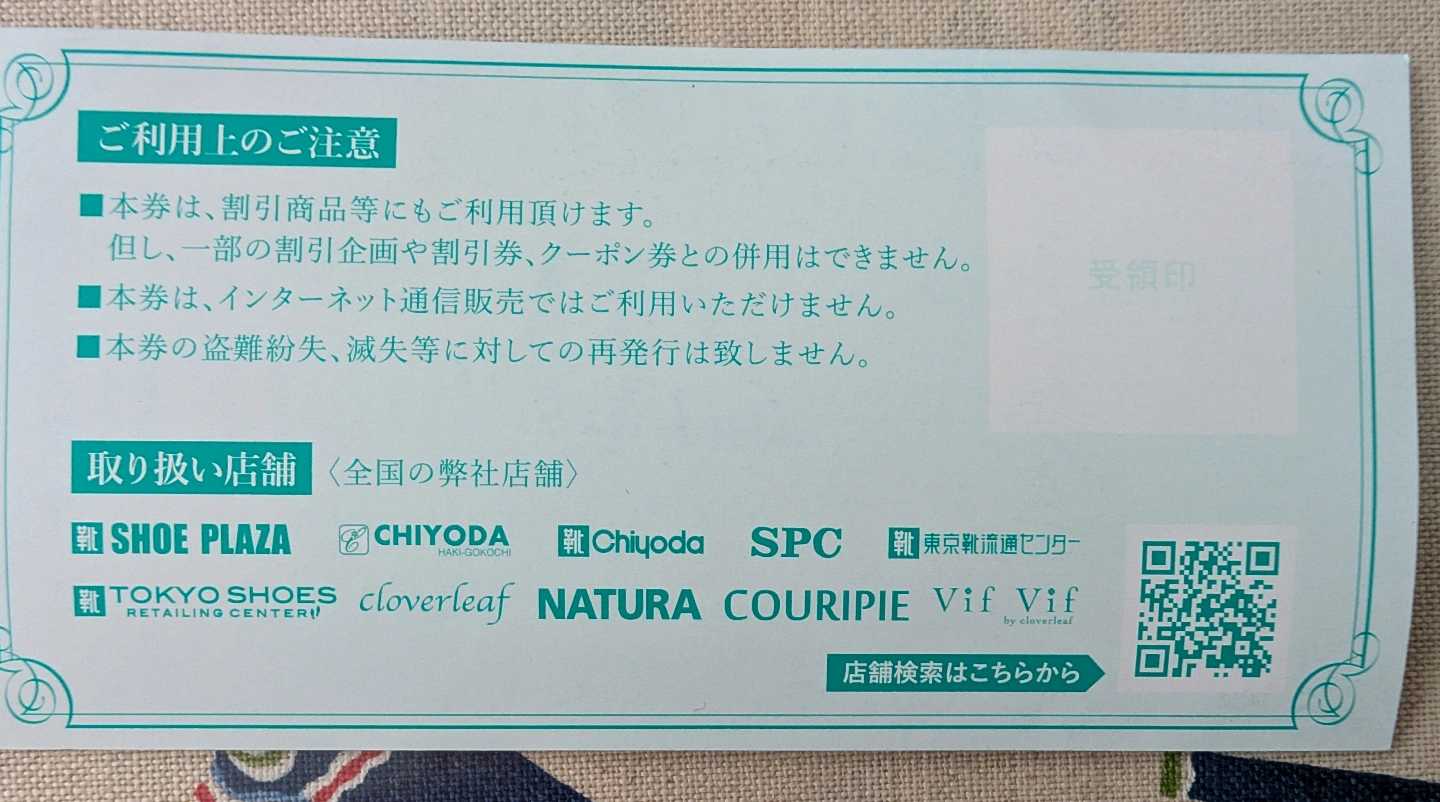 ご利用上のご注意
■本券は、割引商品等にもご利用頂けます。
但し、一部の割引企画や割引券、クーポン券との併用はできません。
■本券は、インターネット通信販売ではご利用いただけません。
■本券の盗難紛失、滅失等に対しての再発行は致しません。
受領印
取り扱い店舗 〈全国の弊社店舗〉
靴 SHOE PLAZA CHIYODA HAKI-GOKOCHI 靴 Chiyoda SPC 靴 東京靴流通センター
靴 TOKYO SHOES RETAILING CENTER cloverleaf NATURA COURIPIE Vif Vif by cloverleaf
店舗検索はこちらから